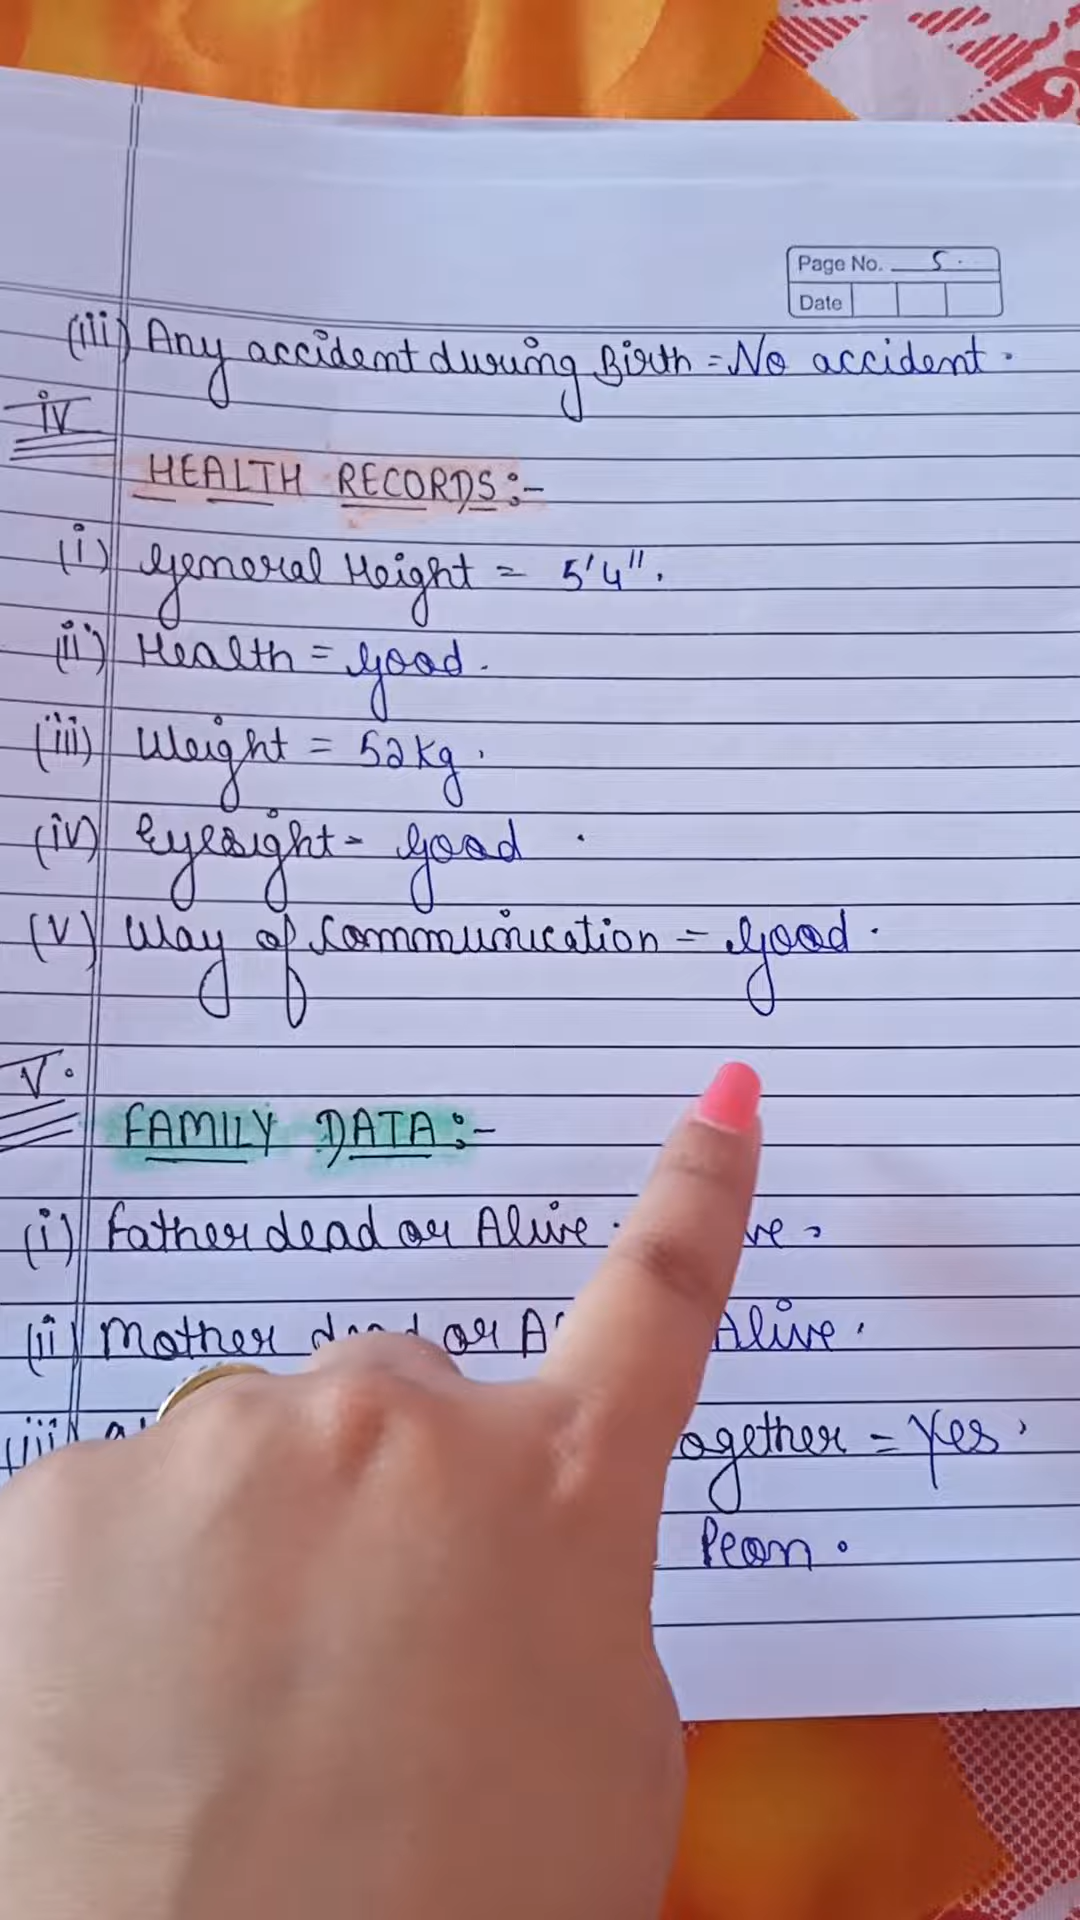 Page No. 5.
Date
(iii) Any accident during Birth = No accident.
iv
HEALTH RECORDS :-
(i) General Height = 5'4".
(ii) Health = Good.
(iii) Weight = 52 kg.
(iv) Eyesight = Good.
(v) Way of Communication = Good.
V.
FAMILY DATA :-
(i) Father dead or Alive
(ii) Mother or Alive.
(iii) = Yes.
Peon.